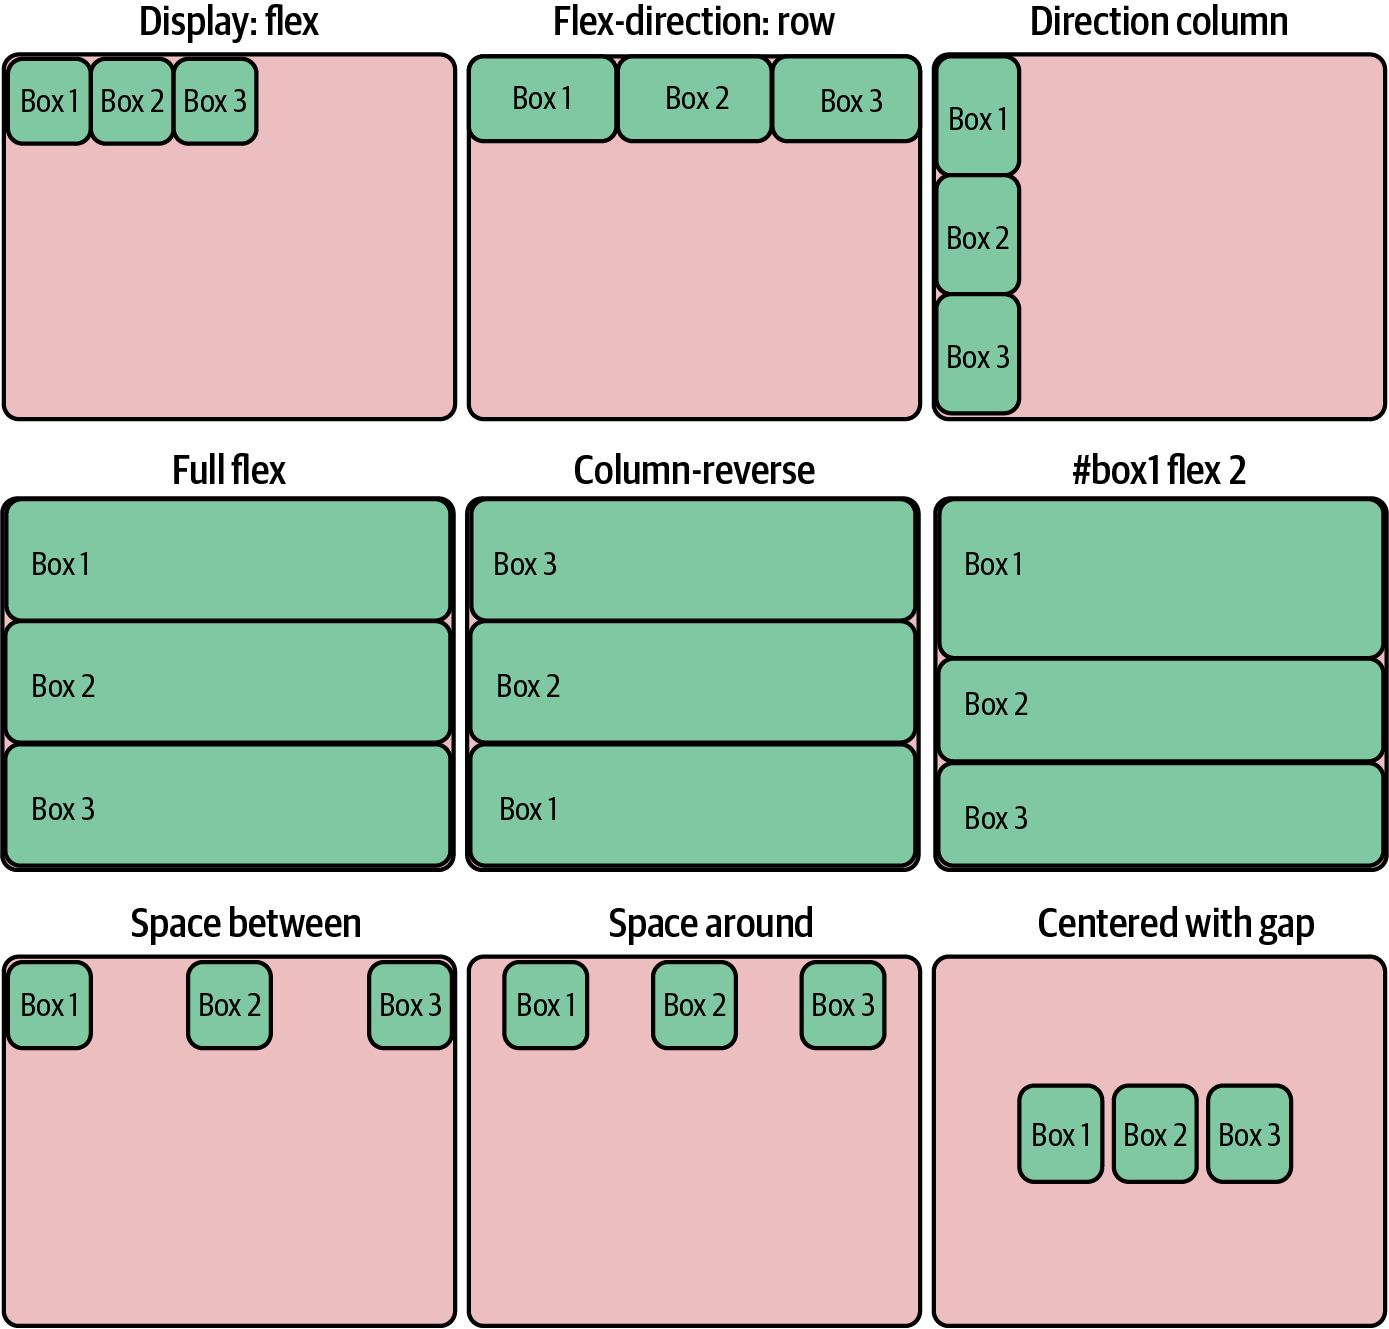 Display: flex
Box 1 Box 2 Box 3
Flex-direction: row
Box 1 Box 2 Box 3
Direction column
Box 1
Box 2
Box 3
Full flex
Box 1
Box 2
Box 3
Column-reverse
Box 3
Box 2
Box 1
#box1 flex 2
Box 1
Box 2
Box 3
Space between
Box 1 Box 2 Box 3
Space around
Box 1 Box 2 Box 3
Centered with gap
Box 1 Box 2 Box 3